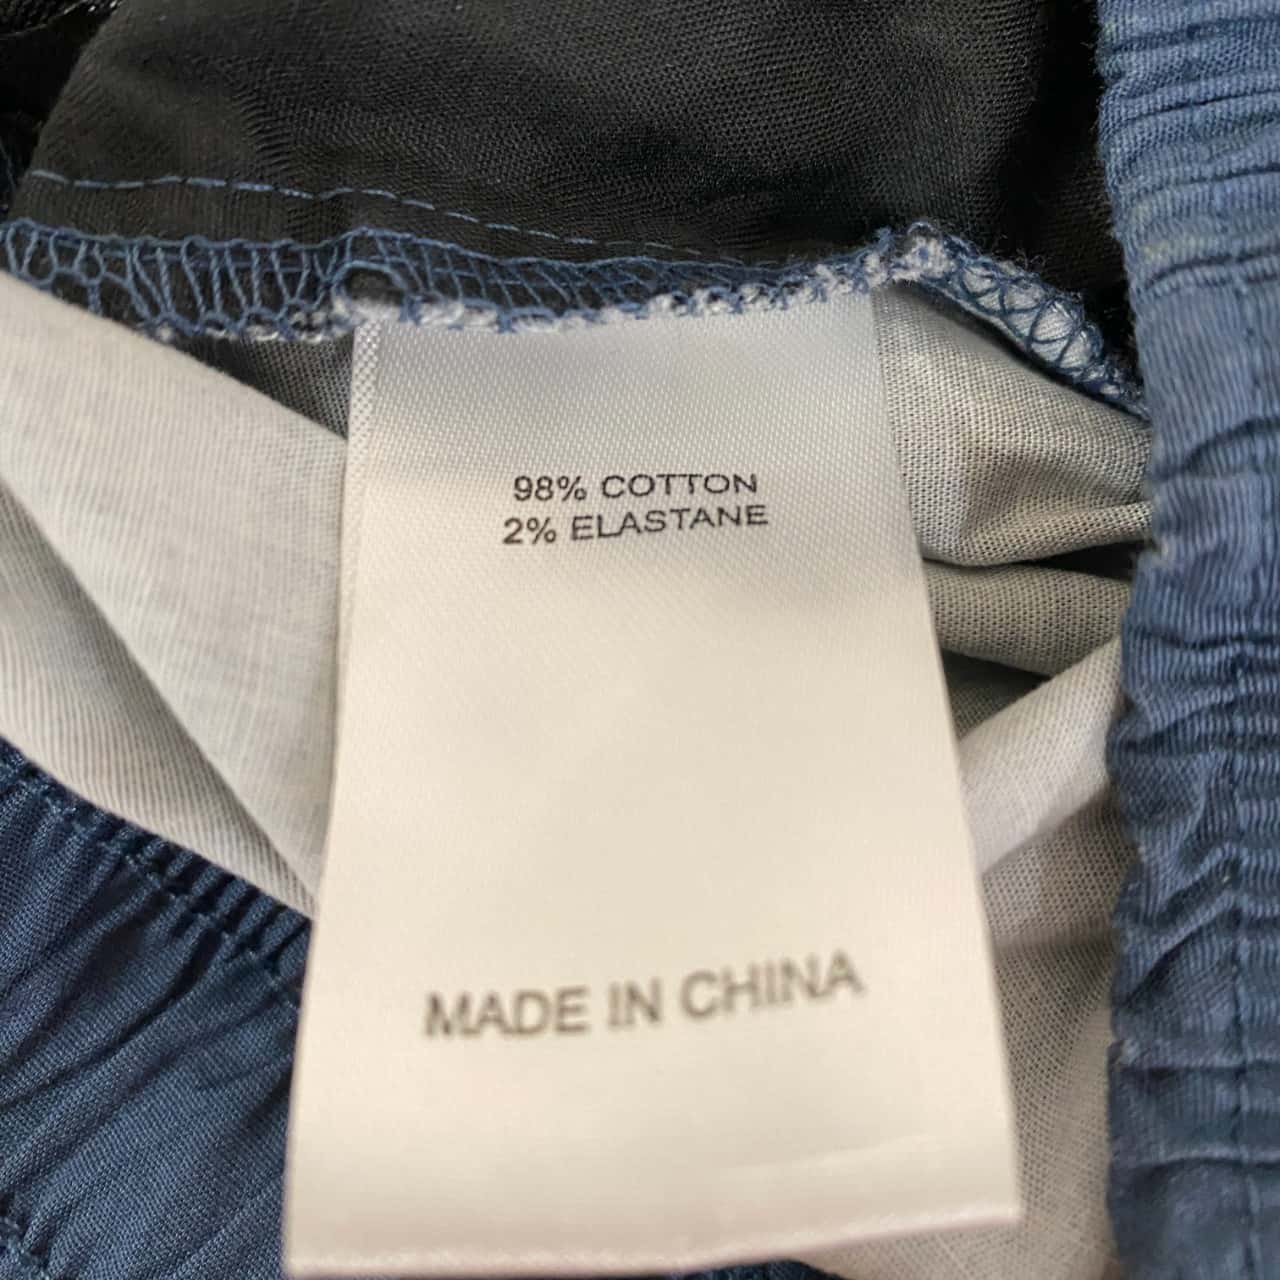 98% COTTON
2% ELASTANE
MADE IN CHINA